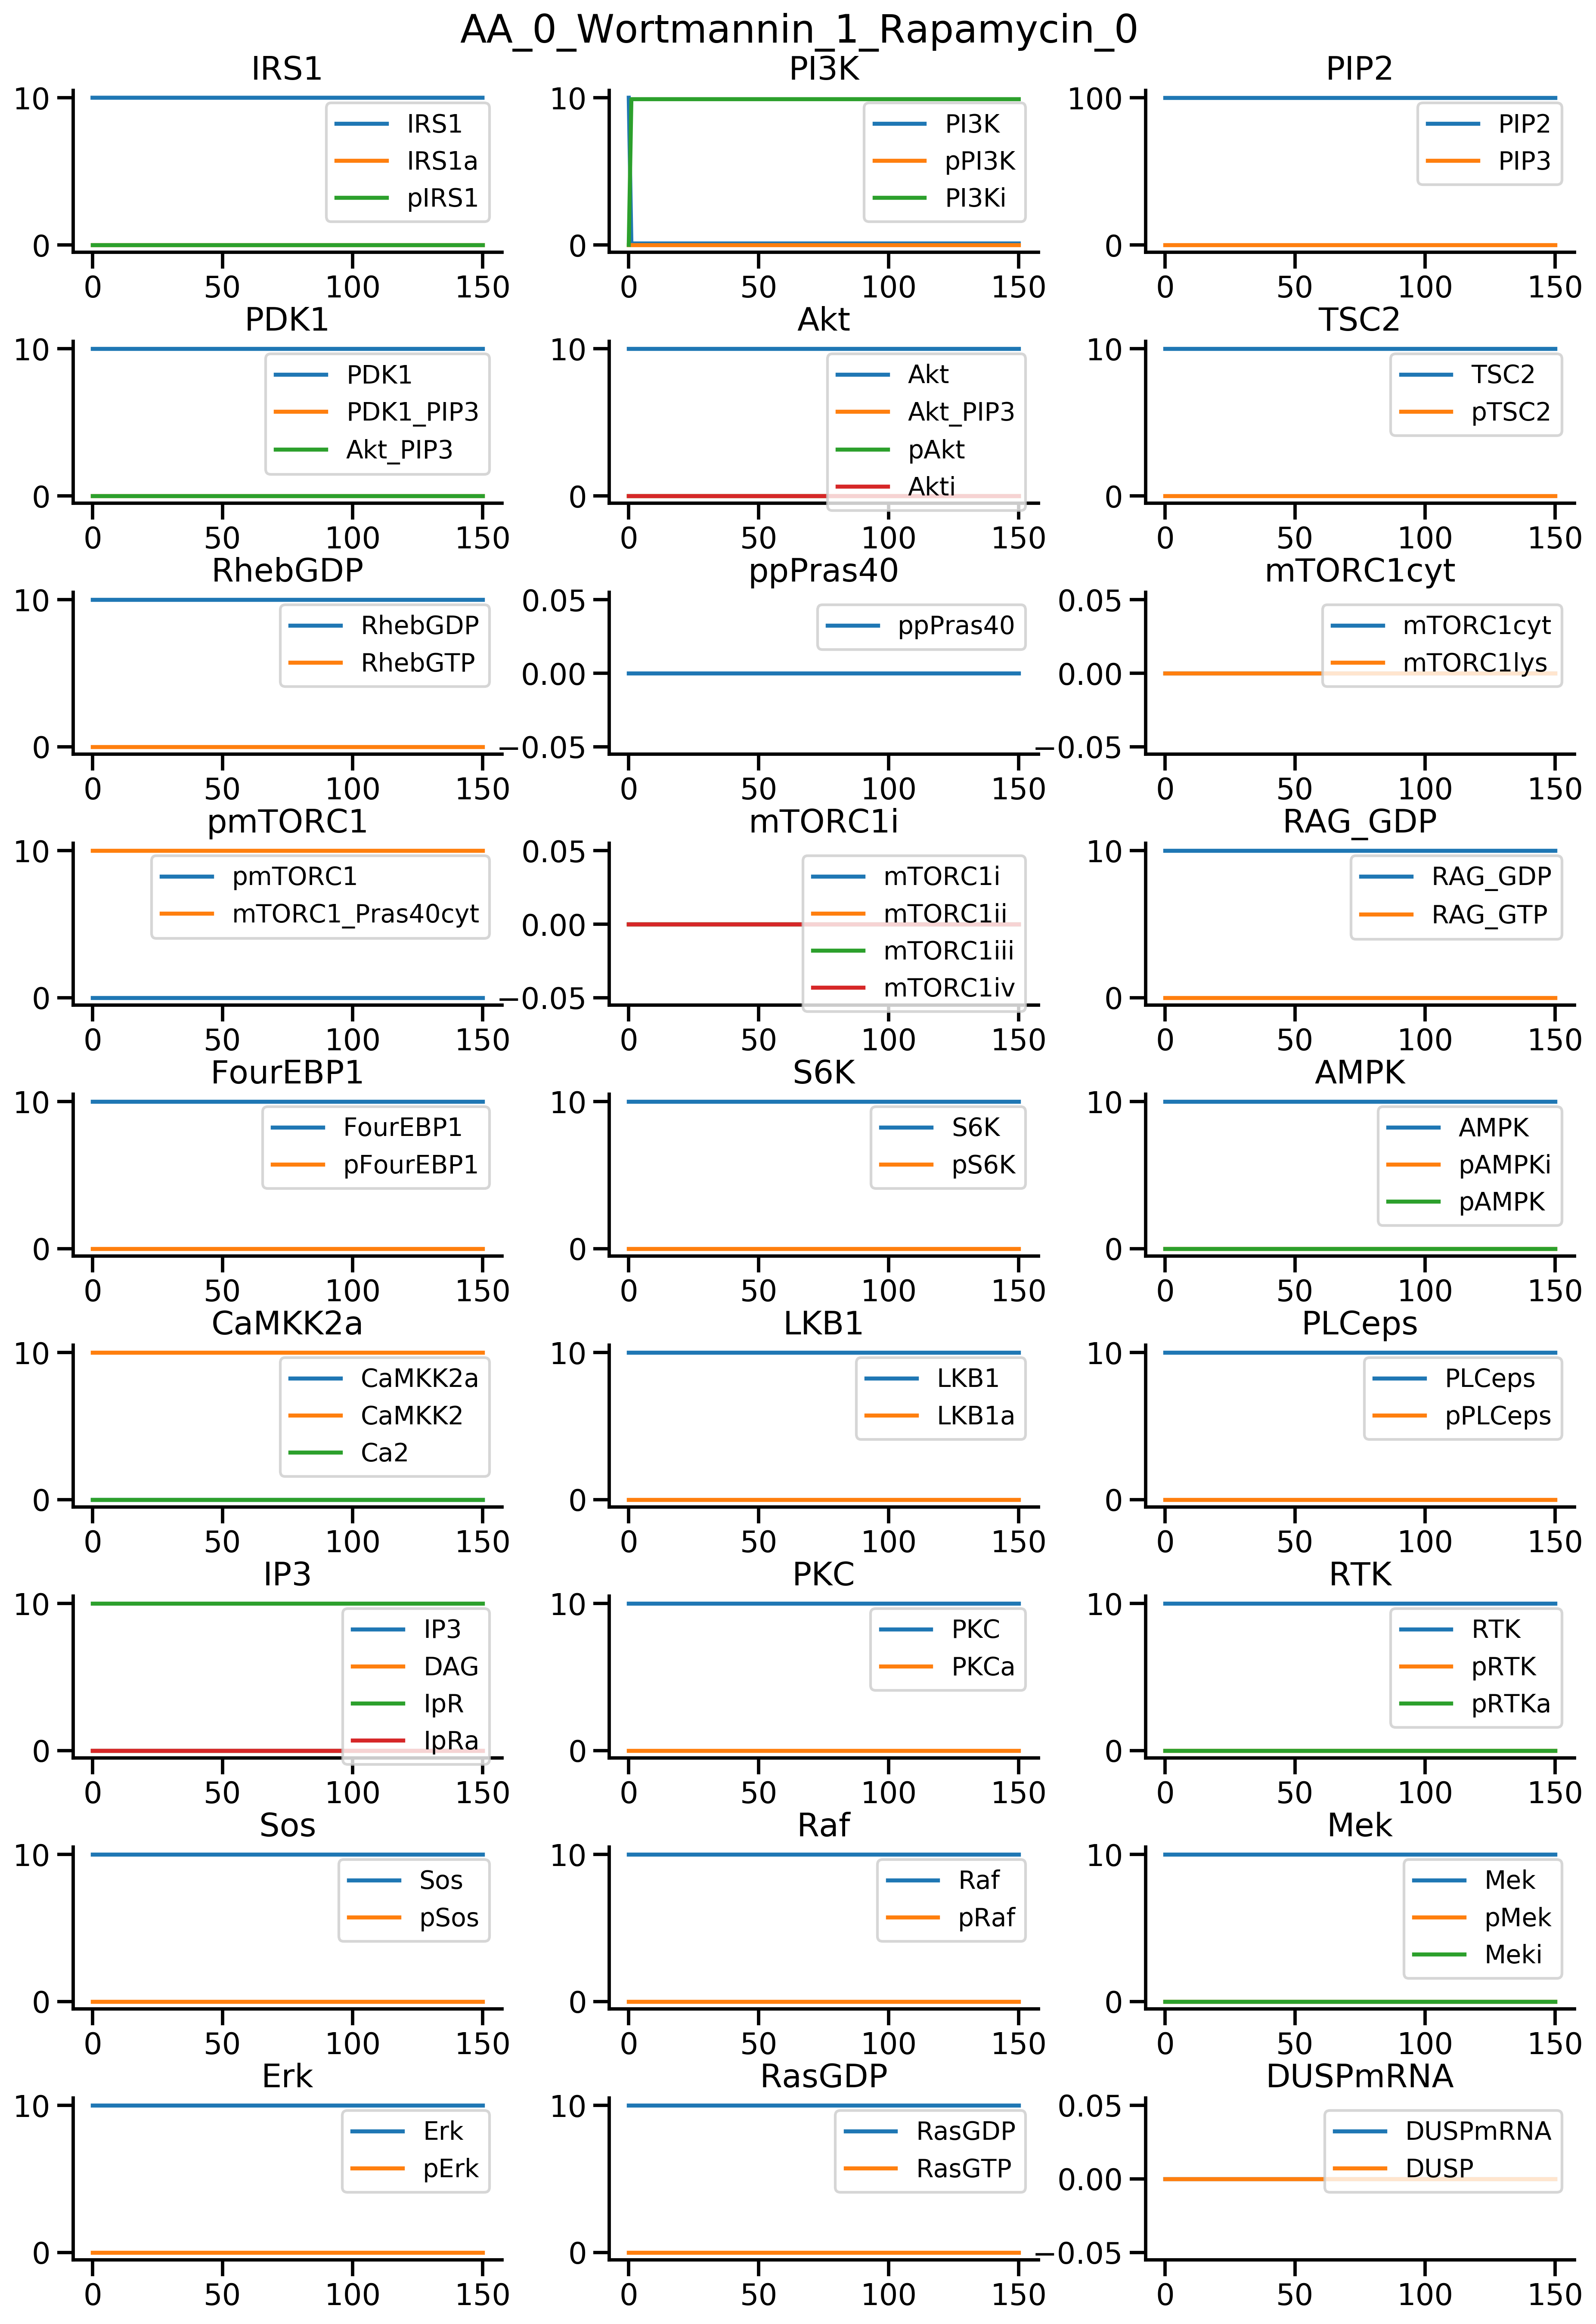 AA_0_Wortmannin_1_Rapamycin_0
IRS1
10
0
0 50 100 150
IRS1
IRS1a
pIRS1
PI3K
10
0
0 50 100 150
PI3K
pPI3K
PI3Ki
PIP2
100
0
0 50 100 150
PIP2
PIP3
PDK1
10
0
0 50 100 150
PDK1
PDK1_PIP3
Akt_PIP3
Akt
10
0
0 50 100 150
Akt
Akt_PIP3
pAkt
Akti
TSC2
10
0
0 50 100 150
TSC2
pTSC2
RhebGDP
10
0
0 50 100 150
RhebGDP
RhebGTP
ppPras40
0.05
0.00
−0.05
0 50 100 150
ppPras40
mTORC1cyt
0.05
0.00
−0.05
0 50 100 150
mTORC1cyt
mTORC1lys
pmTORC1
10
0
0 50 100 150
pmTORC1
mTORC1_Pras40cyt
mTORC1i
0.05
0.00
−0.05
0 50 100 150
mTORC1i
mTORC1ii
mTORC1iii
mTORC1iv
RAG_GDP
10
0
0 50 100 150
RAG_GDP
RAG_GTP
FourEBP1
10
0
0 50 100 150
FourEBP1
pFourEBP1
S6K
10
0
0 50 100 150
S6K
pS6K
AMPK
10
0
0 50 100 150
AMPK
pAMPKi
pAMPK
CaMKK2a
10
0
0 50 100 150
CaMKK2a
CaMKK2
Ca2
LKB1
10
0
0 50 100 150
LKB1
LKB1a
PLCeps
10
0
0 50 100 150
PLCeps
pPLCeps
IP3
10
0
0 50 100 150
IP3
DAG
IpR
IpRa
PKC
10
0
0 50 100 150
PKC
PKCa
RTK
10
0
0 50 100 150
RTK
pRTK
pRTKa
Sos
10
0
0 50 100 150
Sos
pSos
Raf
10
0
0 50 100 150
Raf
pRaf
Mek
10
0
0 50 100 150
Mek
pMek
Meki
Erk
10
0
0 50 100 150
Erk
pErk
RasGDP
10
0
0 50 100 150
RasGDP
RasGTP
DUSPmRNA
0.05
0.00
−0.05
0 50 100 150
DUSPmRNA
DUSP